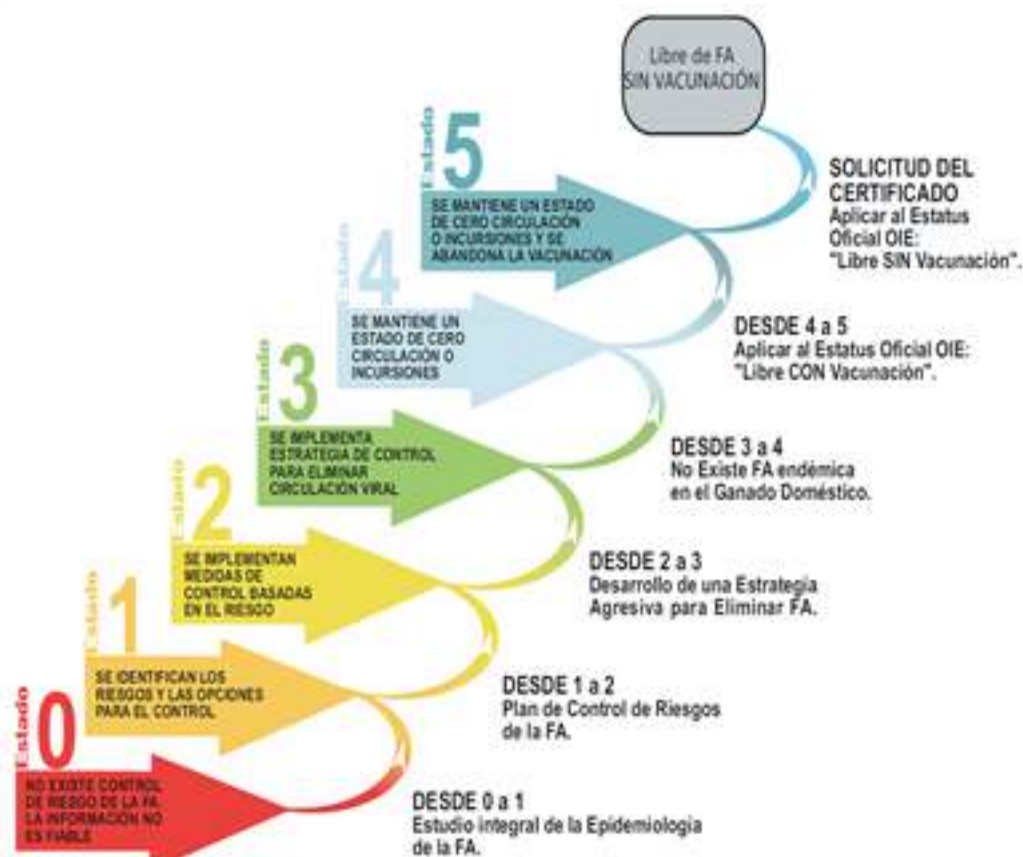 Libre de FA
SIN VACUNACIÓN
SOLICITUD DEL
CERTIFICADO
Aplicar al Estatus
Oficial OIE:
"Libre SIN Vacunación".
Estado
5
SE MANTIENE UN ESTADO
DE CERO CIRCULACIÓN
O INCURSIONES Y SE
ABANDONA LA VACUNACIÓN
DESDE 4 a 5
Aplicar al Estatus Oficial OIE:
"Libre CON Vacunación".
Estado
4
SE MANTIENE UN
ESTADO DE CERO
CIRCULACIÓN O
INCURSIONES
DESDE 3 a 4
No Existe FA endémica
en el Ganado Doméstico.
Estado
3
SE IMPLEMENTA
ESTRATEGIA DE CONTROL
PARA ELIMINAR
CIRCULACIÓN VIRAL
DESDE 2 a 3
Desarrollo de una Estrategia
Agresiva para Eliminar FA.
Estado
2
SE IMPLEMENTAN
MEDIDAS DE
CONTROL BASADAS
EN EL RIESGO
DESDE 1 a 2
Plan de Control de Riesgos
de la FA.
Estado
1
SE IDENTIFICAN LOS
RIESGOS Y LAS OPCIONES
PARA EL CONTROL
DESDE 0 a 1
Estudio integral de la Epidemiología
de la FA.
Estado
0
NO EXISTE CONTROL
DE RIESGO DE LA FA.
LA INFORMACIÓN NO
ES FIABLE